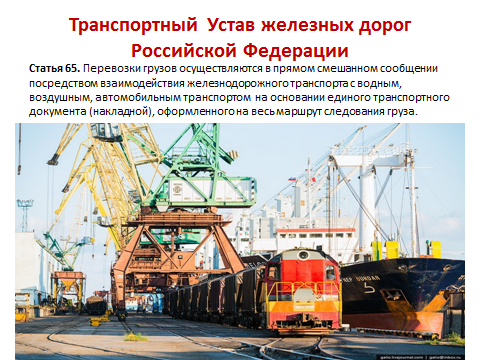 Транспортный Устав железных дорог
Российской Федерации
Статья 65. Перевозки грузов осуществляются в прямом смешанном сообщении
посредством взаимодействия железнодорожного транспорта с водным,
воздушным, автомобильным транспортом на основании единого транспортного
документа (накладной), оформленного на весь маршрут следования груза.